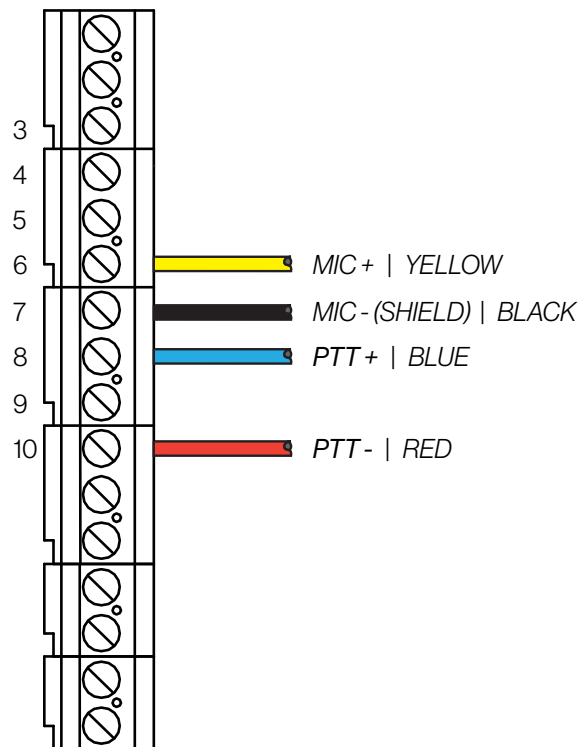 3
4
5
6 MIC+ | YELLOW
7 MIC-(SHIELD) | BLACK
8 PTT+ | BLUE
9
10 PTT- | RED